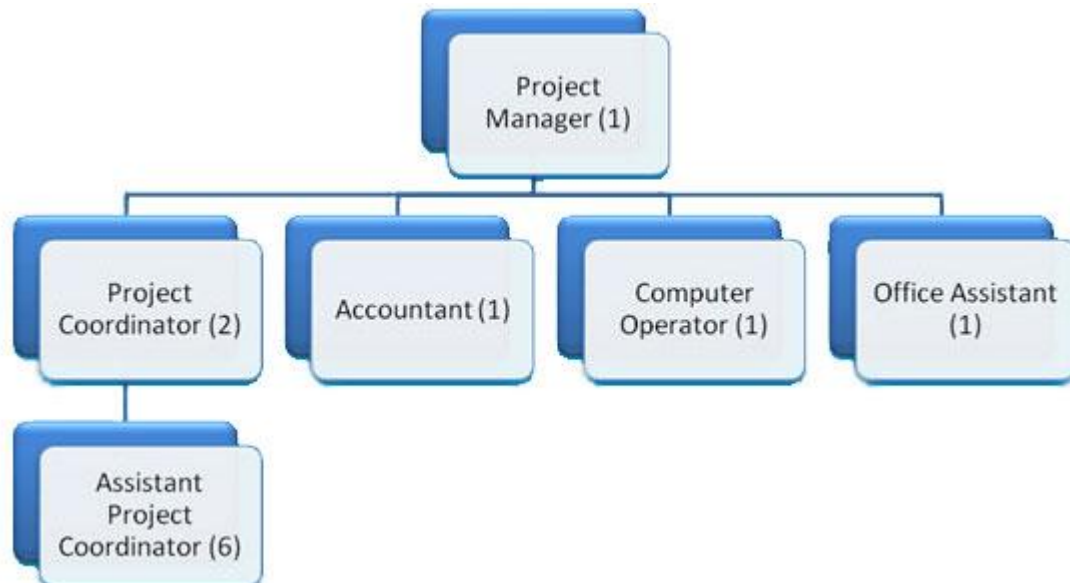 Project
Manager (1)
Project
Coordinator (2)
Accountant (1)
Computer
Operator (1)
Office Assistant
(1)
Assistant
Project
Coordinator (6)